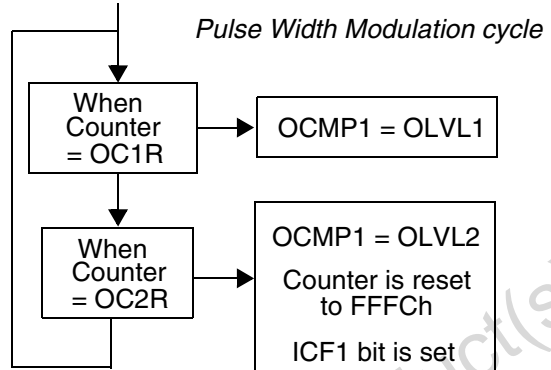 Pulse Width Modulation cycle
When
Counter
= OC1R
OCMP1 = OLVL1
When
Counter
= OC2R
OCMP1 = OLVL2
Counter is reset
to FFFCh
ICF1 bit is set